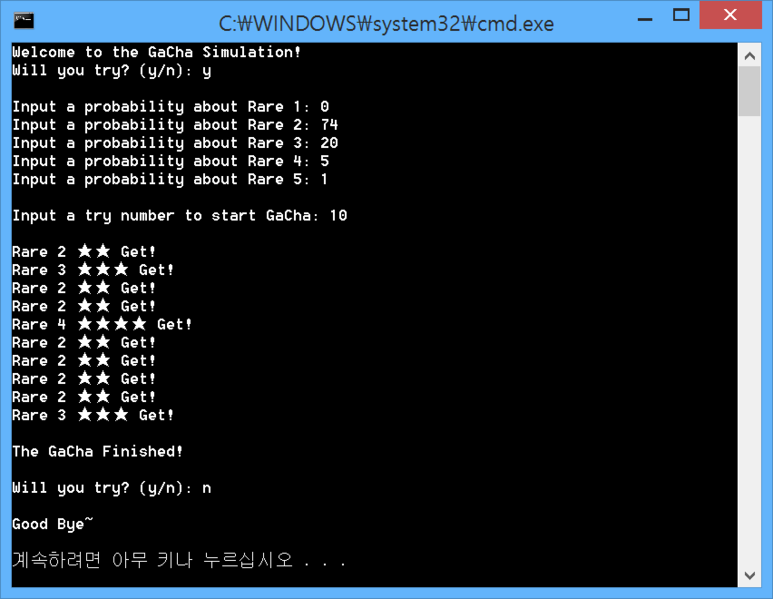 C:₩WINDOWS₩system32₩cmd.exe
Welcome to the GaCha Simulation!
Will you try? (y/n): y
Input a probability about Rare 1: 0
Input a probability about Rare 2: 74
Input a probability about Rare 3: 20
Input a probability about Rare 4: 5
Input a probability about Rare 5: 1
Input a try number to start GaCha: 10
Rare 2 ★★ Get!
Rare 3 ★★★ Get!
Rare 2 ★★ Get!
Rare 2 ★★ Get!
Rare 4 ★★★★ Get!
Rare 2 ★★ Get!
Rare 2 ★★ Get!
Rare 2 ★★ Get!
Rare 2 ★★ Get!
Rare 3 ★★★ Get!
The GaCha Finished!
Will you try? (y/n): n
Good Bye~
계속하려면 아무 키나 누르십시오 . . .